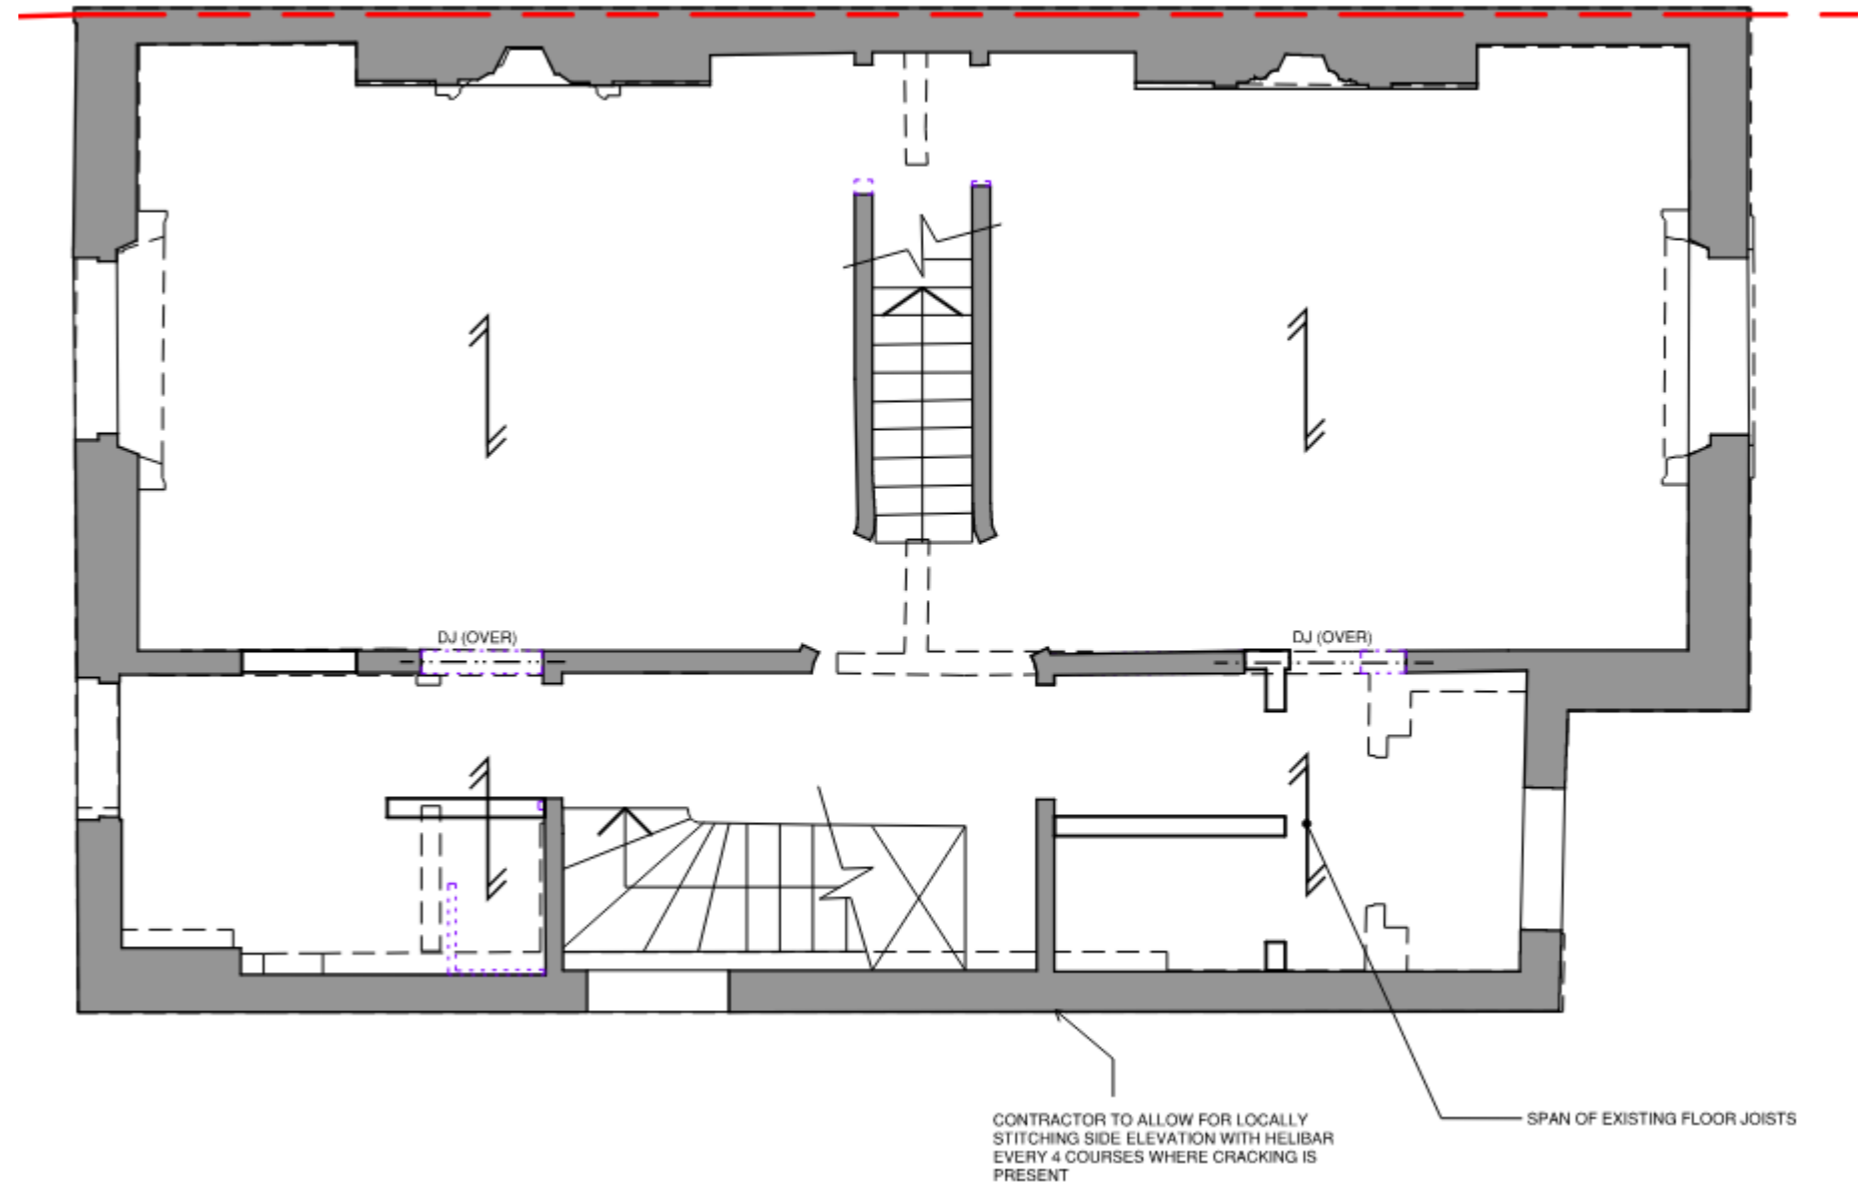 DJ (OVER)
DJ (OVER)
CONTRACTOR TO ALLOW FOR LOCALLY
STITCHING SIDE ELEVATION WITH HELIBAR
EVERY 4 COURSES WHERE CRACKING IS
PRESENT
SPAN OF EXISTING FLOOR JOISTS